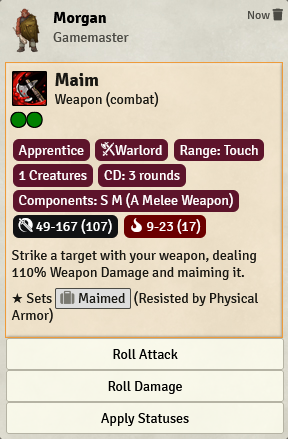 Morgan
Now
Gamemaster
Maim
Weapon (combat)
Apprentice Warlord Range: Touch
1 Creatures CD: 3 rounds
Components: S M (A Melee Weapon)
49-167 (107) 9-23 (17)
Strike a target with your weapon, dealing
110% Weapon Damage and maiming it.
★ Sets Maimed (Resisted by Physical
Armor)
Roll Attack
Roll Damage
Apply Statuses